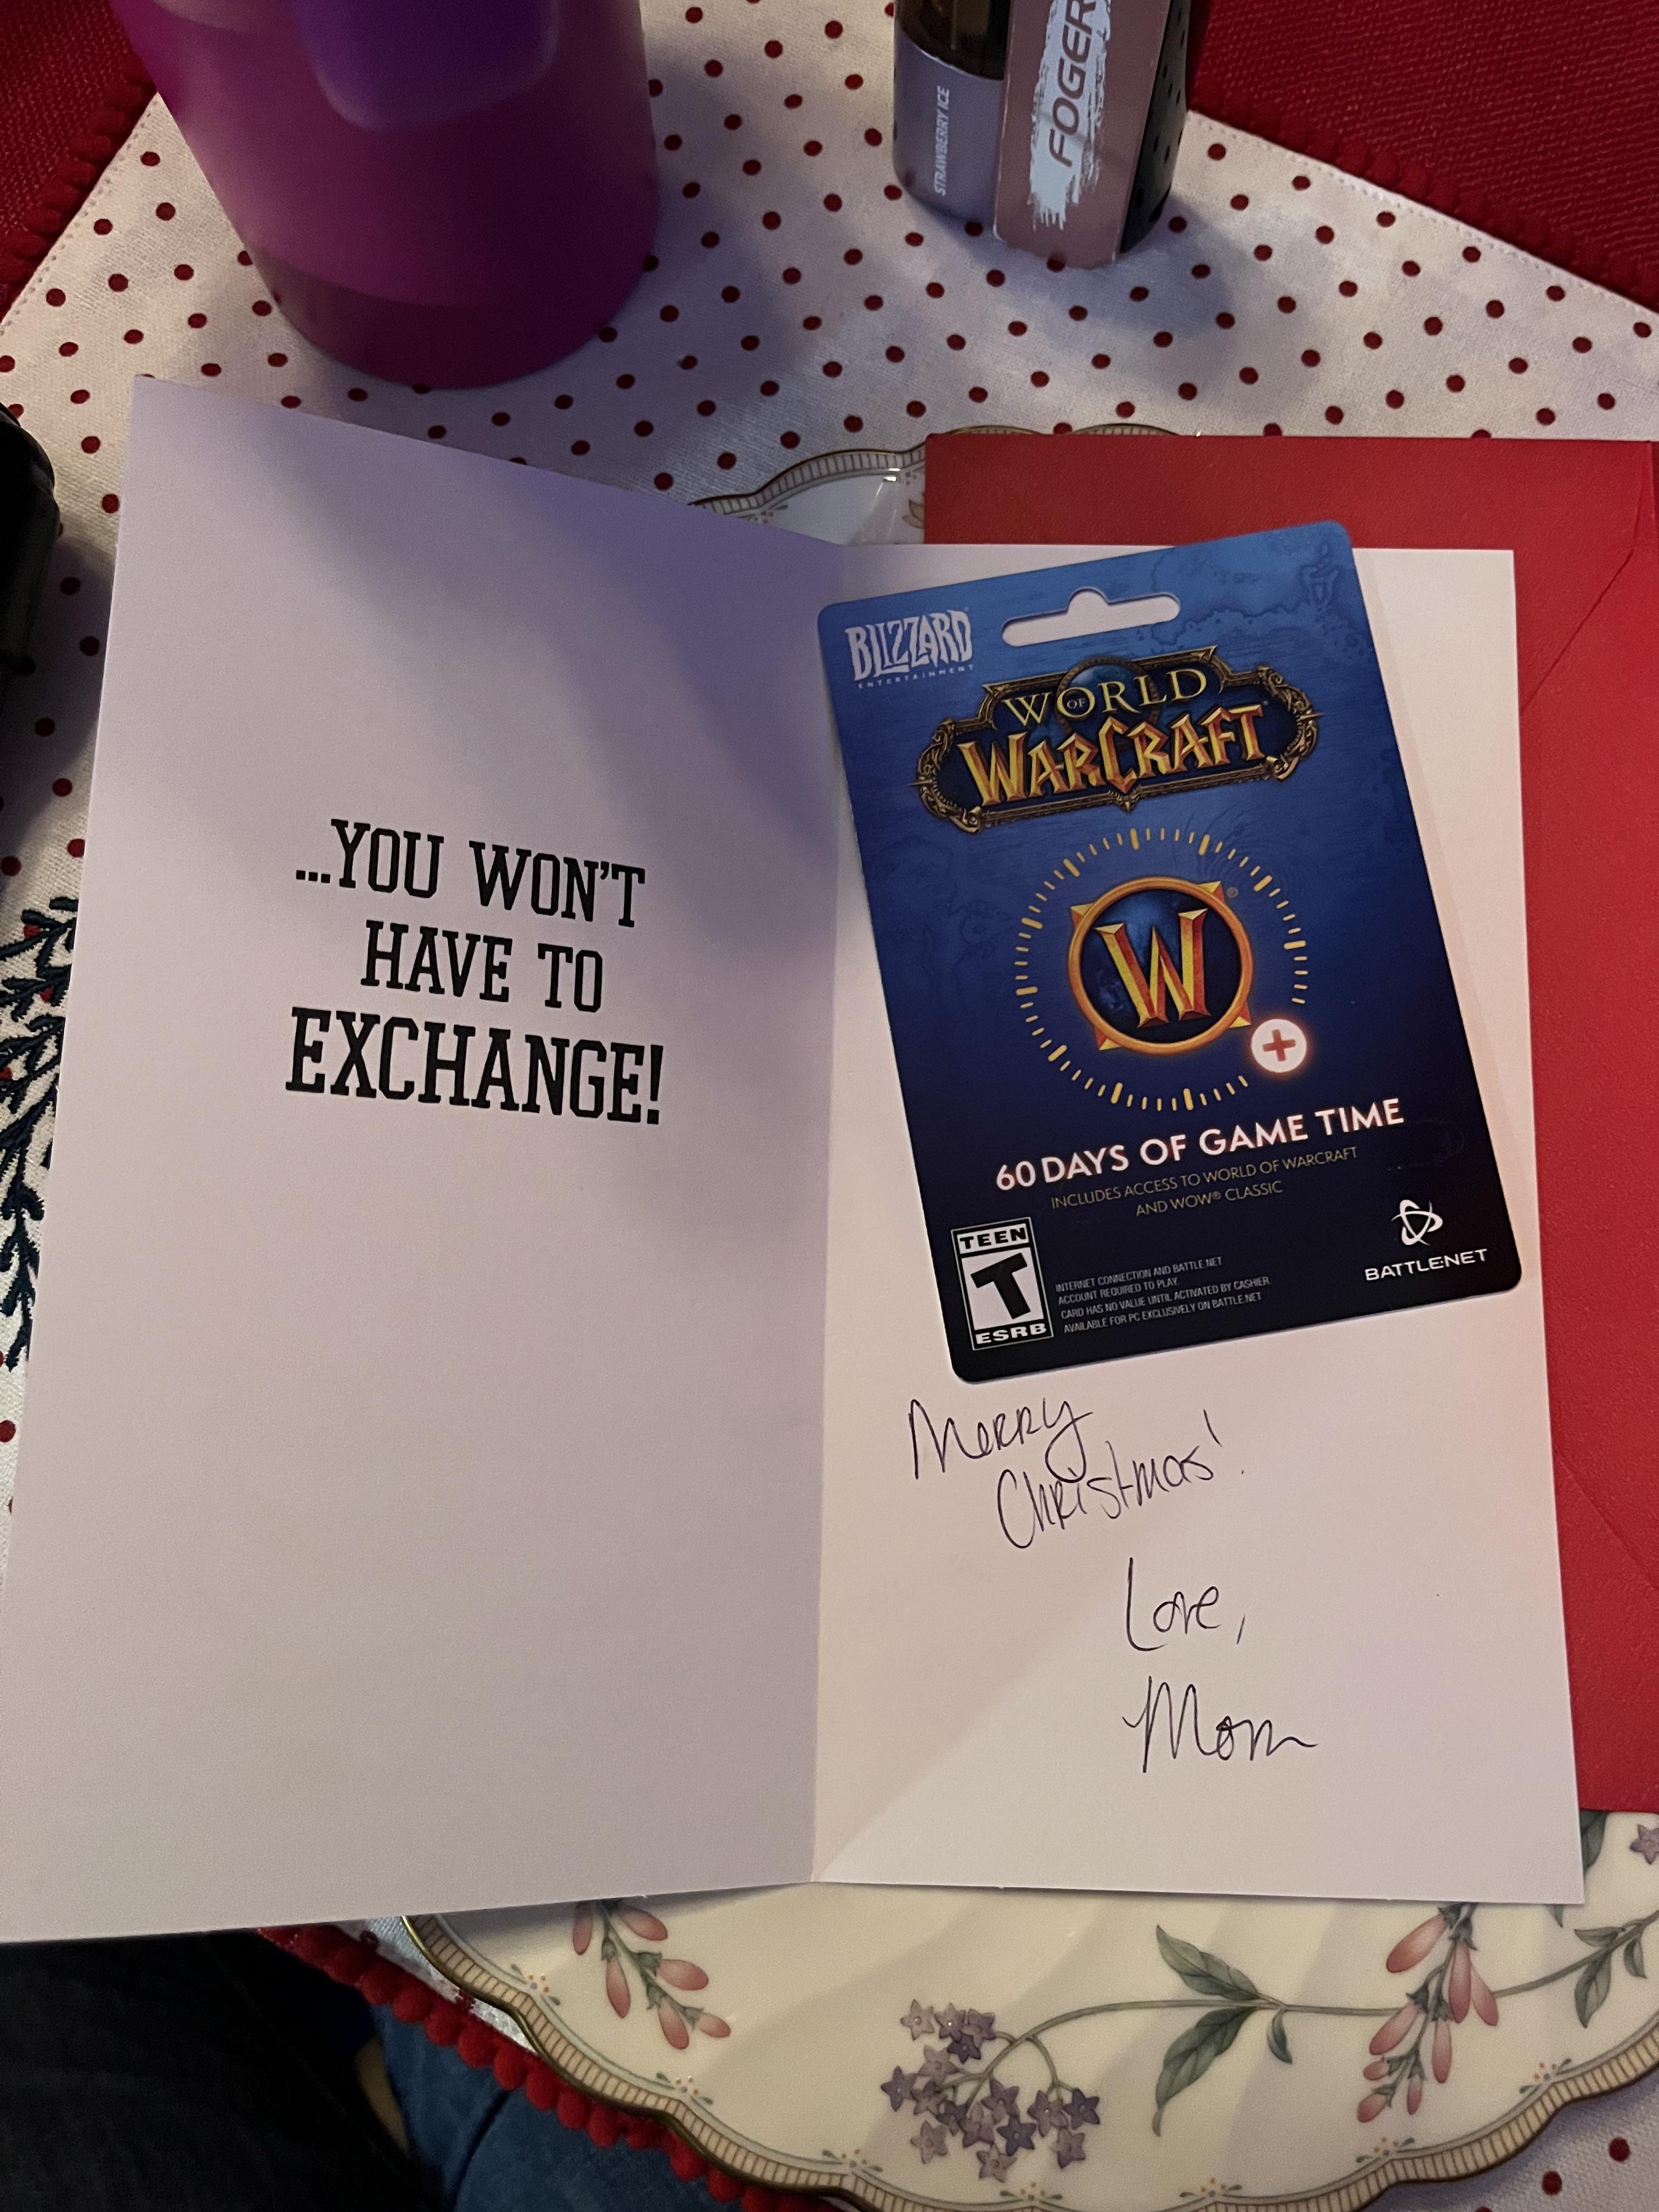 STRAWBERRY ICE
FOGER
...YOU WON'T
HAVE TO
EXCHANGE!
BLIZZARD
ENTERTAINMENT
WORLD
OF
WARCRAFT
W
60 DAYS OF GAME TIME
INCLUDES ACCESS TO WORLD OF WARCRAFT
AND WOW® CLASSIC
TEEN
T
ESRB
INTERNET CONNECTION AND BATTLE.NET
ACCOUNT REQUIRED TO PLAY.
CARD HAS NO VALUE UNTIL ACTIVATED BY CASHIER.
AVAILABLE FOR PC EXCLUSIVELY ON BATTLE.NET
BATTLE.NET
Merry
Christmas!
Love,
Mom